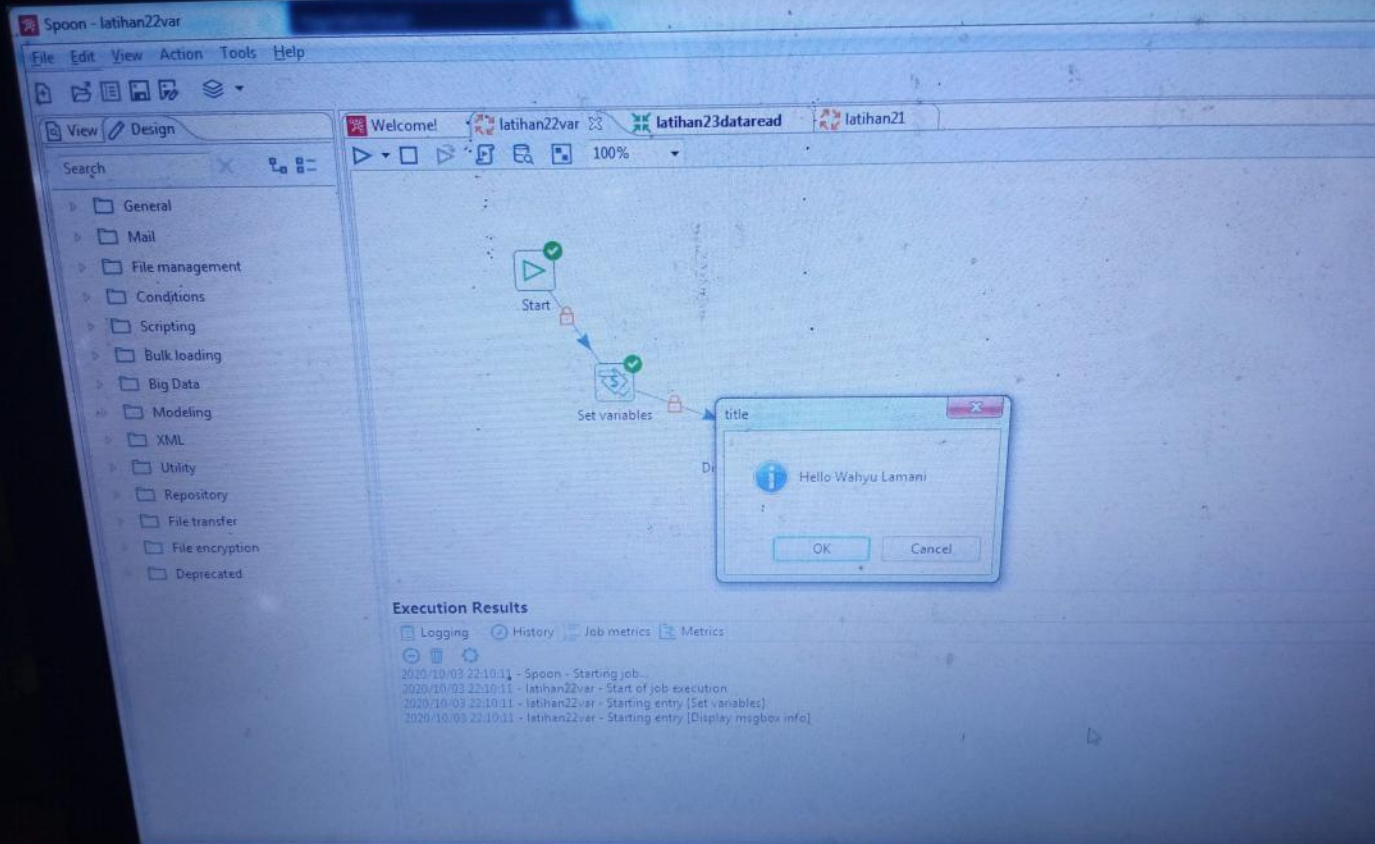 Spoon - latihan22var
File Edit View Action Tools Help
View Design
Welcome! latihan22var latihan23dataread latihan21
100%
Search
General
Mail
File management
Conditions
Scripting
Bulk loading
Big Data
Modeling
XML
Utility
Repository
File transfer
File encryption
Deprecated
Start
Set variables
Di
title
Hello Wahyu Lamani
OK Cancel
Execution Results
Logging History Job metrics Metrics
2020/10/03 22:10:11 - Spoon - Starting job...
2020/10/03 22:10:11 - latihan22var - Start of job execution
2020/10/03 22:10:11 - latihan22var - Starting entry [Set variables]
2020/10/03 22:10:11 - latihan22var - Starting entry [Display msgbox info]